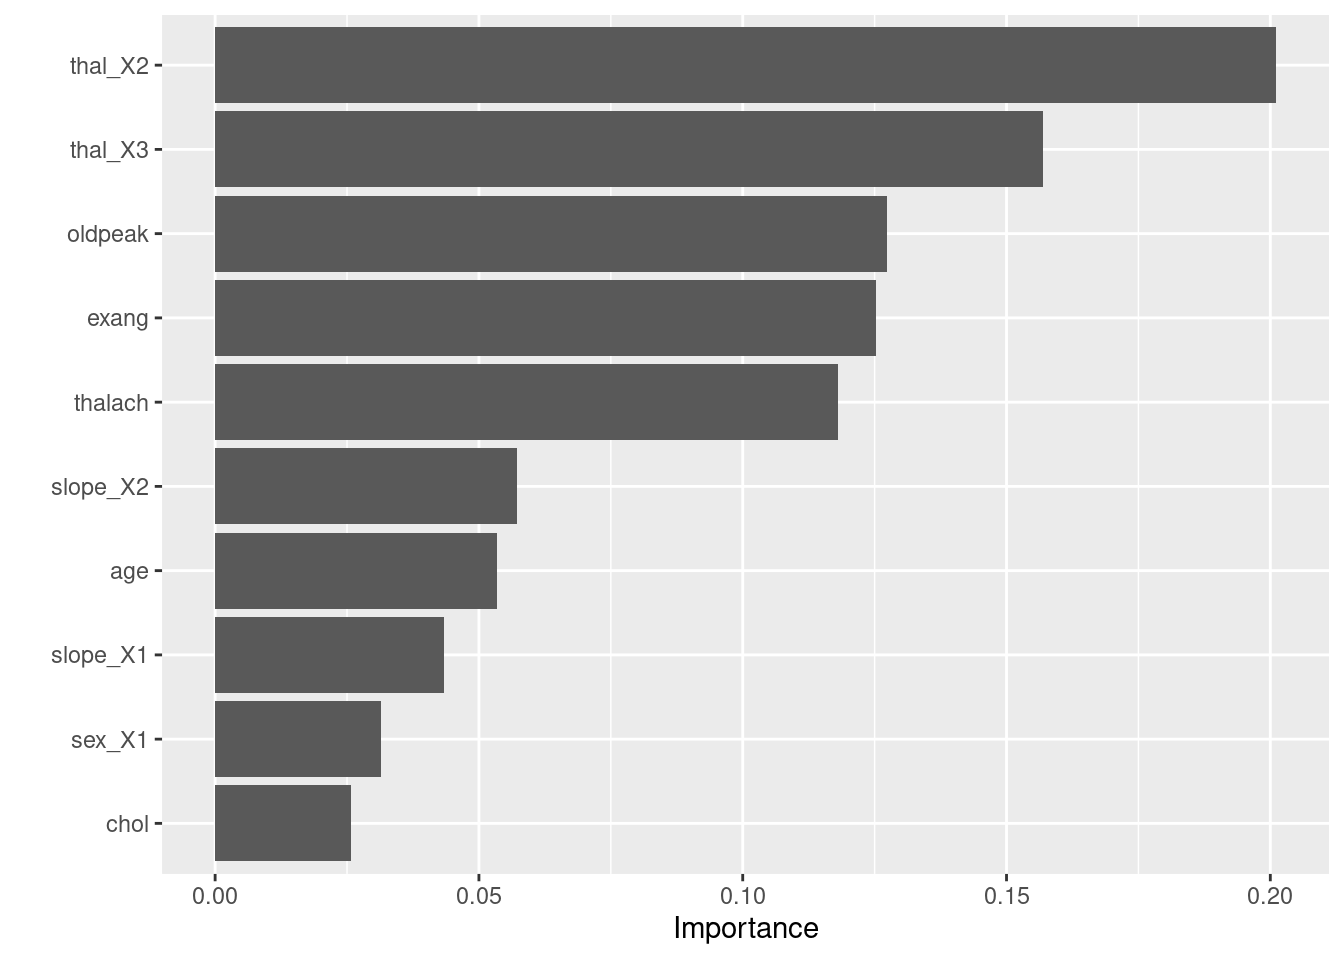 thal_X2
thal_X3
oldpeak
exang
thalach
slope_X2
age
slope_X1
sex_X1
chol
0.00 0.05 0.10 0.15 0.20
Importance